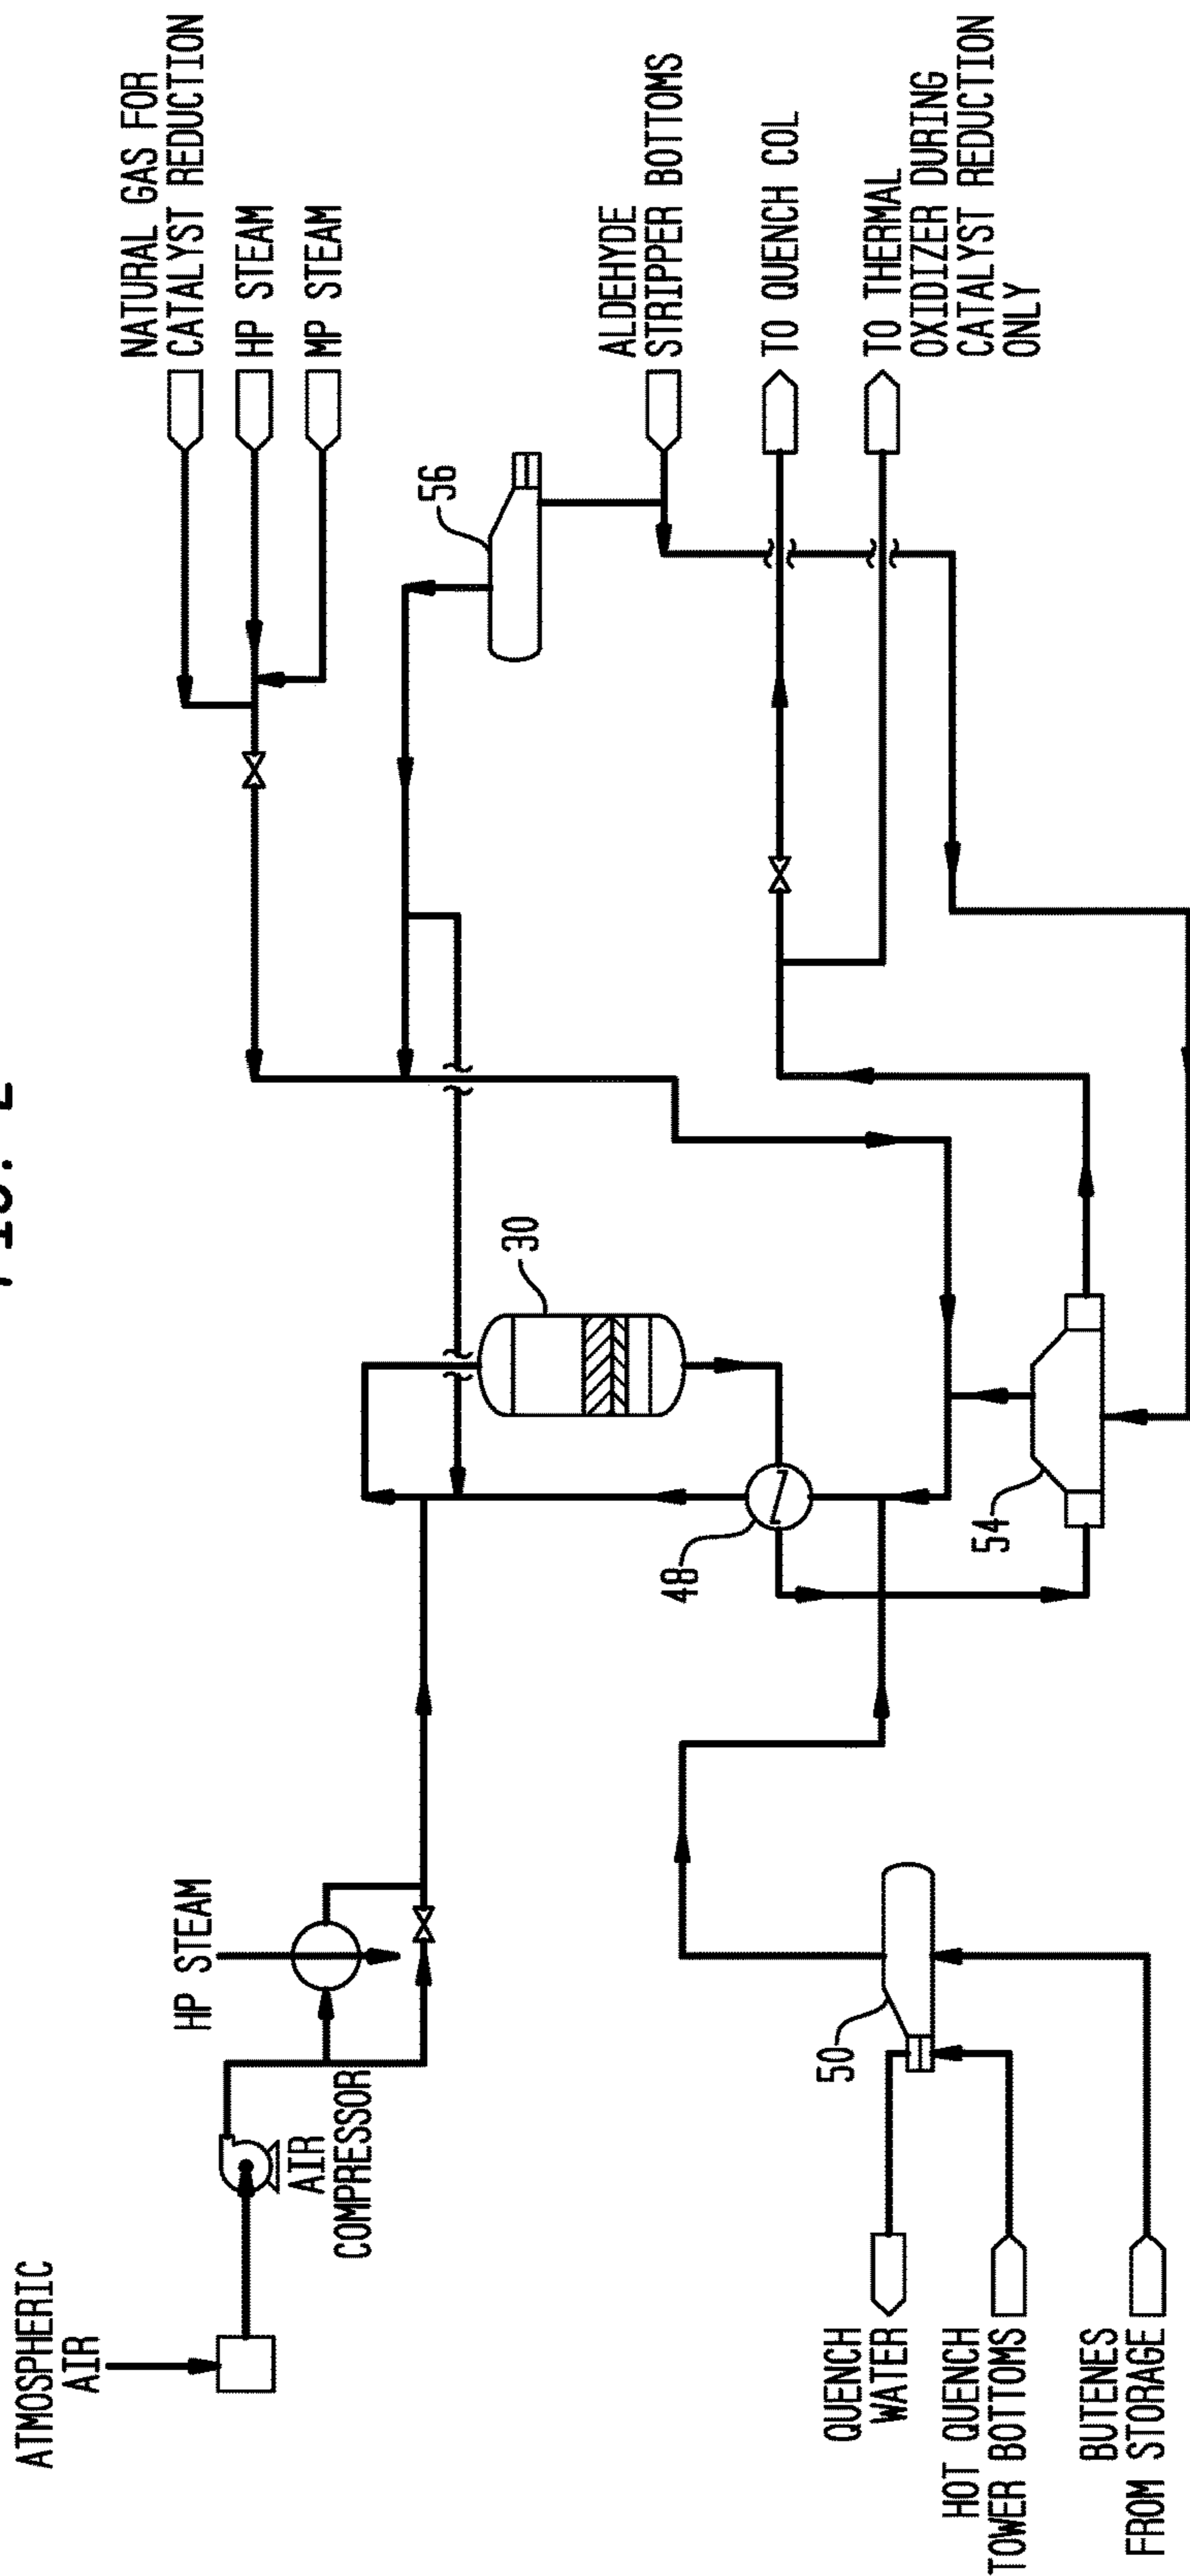 FIG. 2
ATMOSPHERIC
AIR
AIR
COMPRESSOR
HP STEAM
NATURAL GAS FOR
CATALYST REDUCTION
HP STEAM
MP STEAM
56
ALDEHYDE
STRIPPER BOTTOMS
TO QUENCH COL
TO THERMAL
OXIDIZER DURING
CATALYST REDUCTION
ONLY
30
48
54
50
QUENCH
WATER
HOT QUENCH
TOWER BOTTOMS
BUTENES
FROM STORAGE